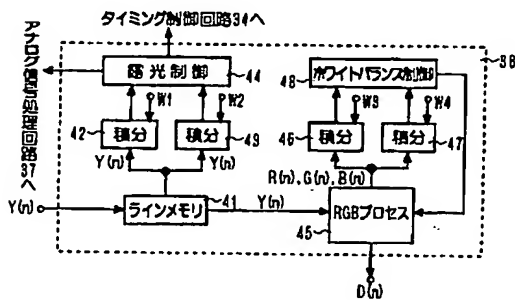 タイミング制御回路34へ
アナログ信号処理回路37へ
38
露光制御
44
48
ホワイトバランス制御
W1
W2
W3
W4
42
積分
積分
43
46
積分
積分
47
Y(n)
Y(n)
R(n),G(n),B(n)
41
Y(n)
ラインメモリ
Y(n)
RGBプロセス
45
D(n)